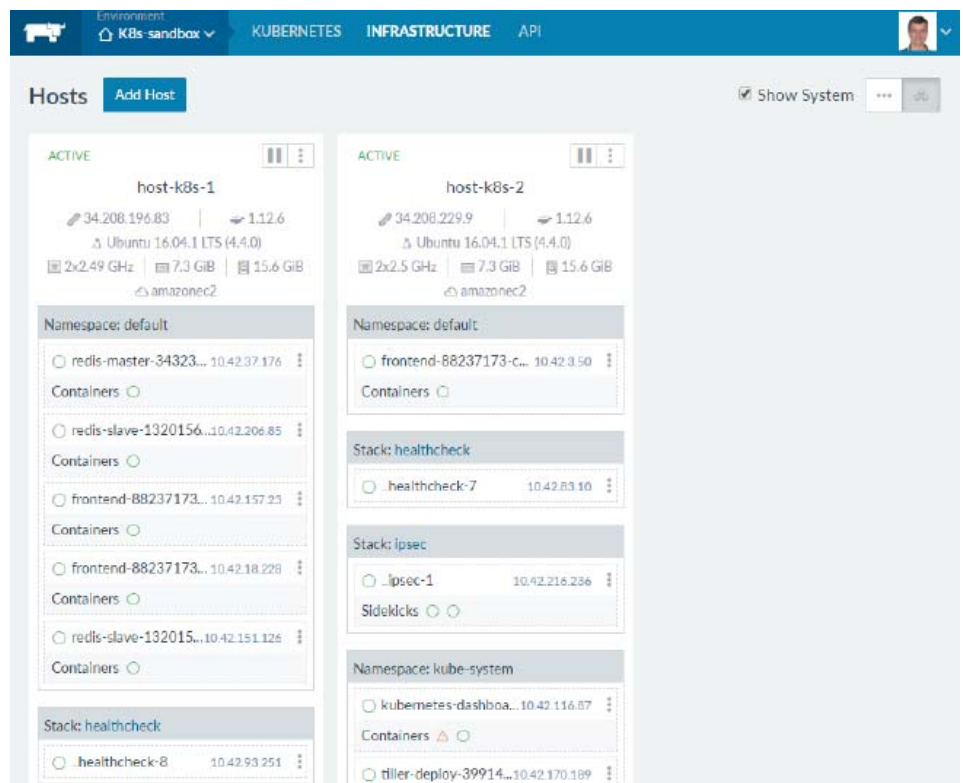 Environment
K8s-sandbox KUBERNETES INFRASTRUCTURE API
Hosts Add Host Show System
ACTIVE
host-k8s-1
34.208.196.83 1.12.6
Ubuntu 16.04.1 LTS (4.4.0)
2x2.49 GHz 7.3 GiB 15.6 GiB
amazonec2
Namespace: default
redis-master-34323... 10.42.37.176
Containers
redis-slave-1320156...10.42.206.85
Containers
frontend-88237173... 10.42.157.23
Containers
frontend-88237173... 10.42.18.228
Containers
redis-slave-132015...10.42.151.126
Containers
Stack: healthcheck
...healthcheck-8 10.42.93.251
ACTIVE
host-k8s-2
34.208.229.9 1.12.6
Ubuntu 16.04.1 LTS (4.4.0)
2x2.5 GHz 7.3 GiB 15.6 GiB
amazonec2
Namespace: default
frontend-88237173-c... 10.42.3.50
Containers
Stack: healthcheck
...healthcheck-7 10.42.83.10
Stack: ipsec
...ipsec-1 10.42.216.236
Sidekicks
Namespace: kube-system
kubernetes-dashboa...10.42.116.87
Containers
tiller-deploy-39914...10.42.170.189